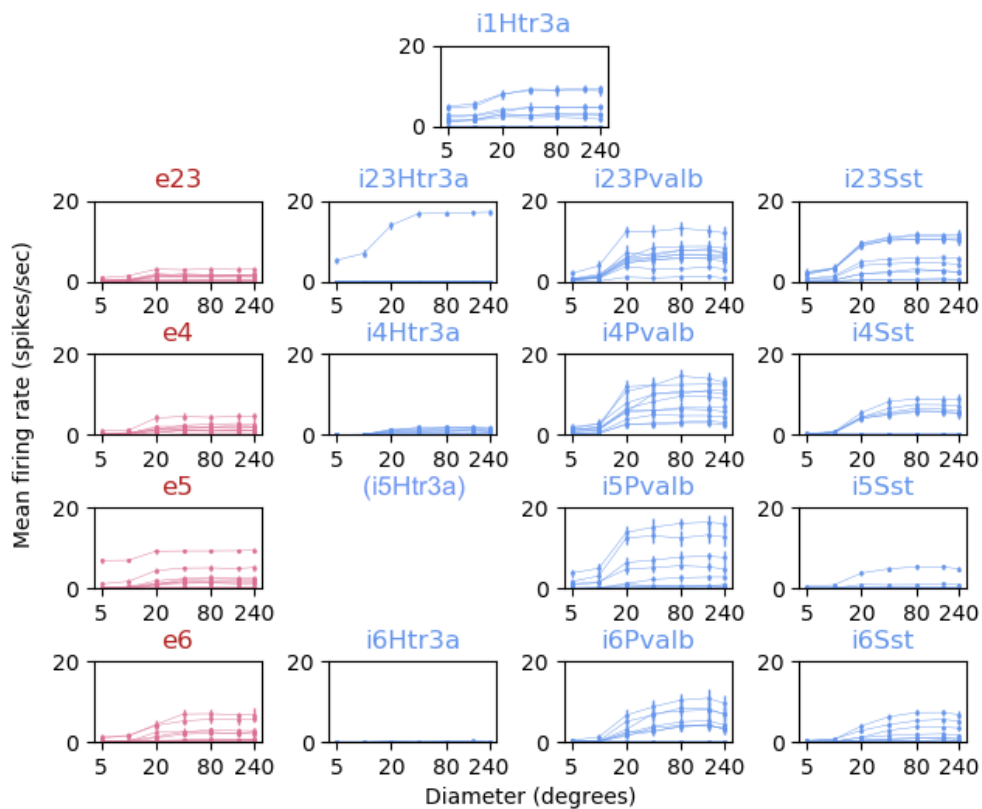 i1Htr3a
20
0
5 20 80 240
e23 i23Htr3a i23Pvalb i23Sst
20 20 20 20
0 0 0 0
5 20 80 240 5 20 80 240 5 20 80 240 5 20 80 240
e4 i4Htr3a i4Pvalb i4Sst
20 20 20 20
0 0 0 0
5 20 80 240 5 20 80 240 5 20 80 240 5 20 80 240
e5 (i5Htr3a) i5Pvalb i5Sst
20 20 20
0 0 0
5 20 80 240 5 20 80 240 5 20 80 240
e6 i6Htr3a i6Pvalb i6Sst
20 20 20 20
0 0 0 0
5 20 80 240 5 20 80 240 5 20 80 240 5 20 80 240
Mean firing rate (spikes/sec)
Diameter (degrees)